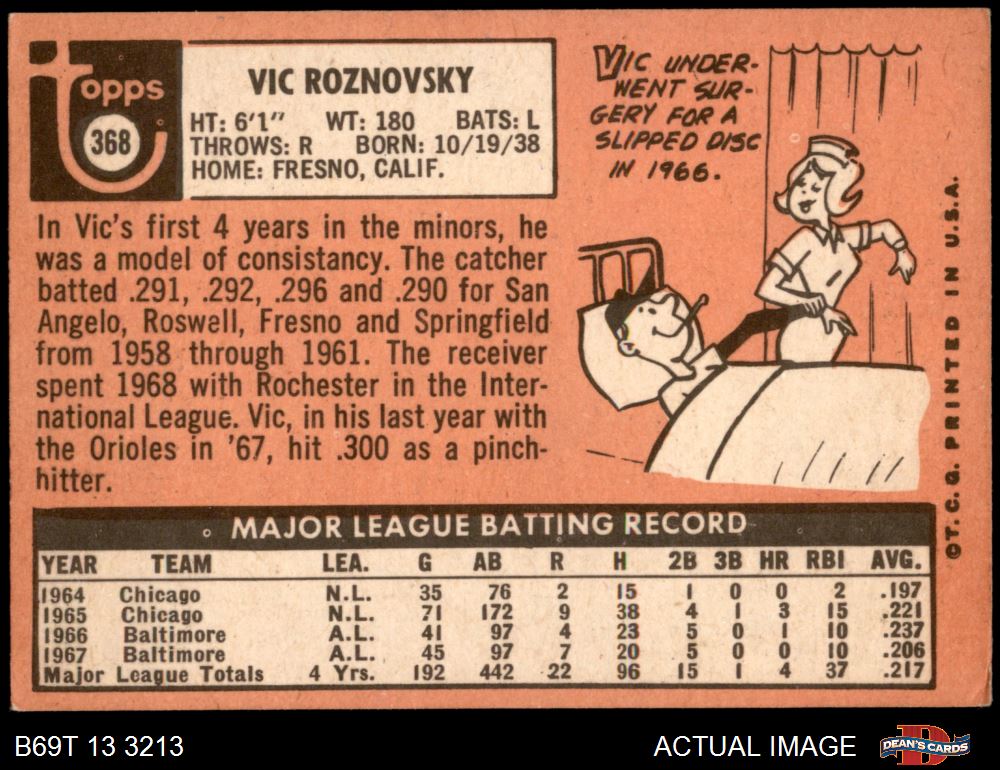 Topps
368
VIC ROZNOVSKY
HT: 6'1" WT: 180 BATS: L
THROWS: R BORN: 10/19/38
HOME: FRESNO, CALIF.
VIC UNDER-
WENT SUR-
GERY FOR A
SLIPPED DISC
IN 1966.
In Vic's first 4 years in the minors, he
was a model of consistancy. The catcher
batted .291, .292, .296 and .290 for San
Angelo, Roswell, Fresno and Springfield
from 1958 through 1961. The receiver
spent 1968 with Rochester in the Inter-
national League. Vic, in his last year with
the Orioles in '67, hit .300 as a pinch-
hitter.
©T. C. G. PRINTED IN U.S.A.
MAJOR LEAGUE BATTING RECORD
YEAR TEAM LEA. G AB R H 2B 3B HR RBI AVG.
1964 Chicago N.L. 35 76 2 15 1 0 0 2 .197
1965 Chicago N.L. 71 172 9 38 4 1 3 15 .221
1966 Baltimore A.L. 41 97 4 23 5 0 1 10 .237
1967 Baltimore A.L. 45 97 7 20 5 0 0 10 .206
Major League Totals 4 Yrs. 192 442 22 96 15 1 4 37 .217
B69T 13 3213 ACTUAL IMAGE
DEAN'S CARDS